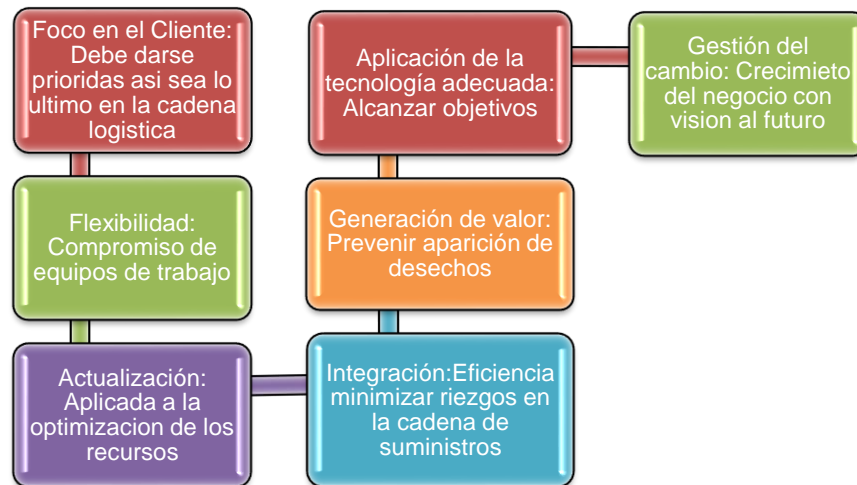 Foco en el Cliente:
Debe darse
prioridas asi sea lo
ultimo en la cadena
logistica
Flexibilidad:
Compromiso de
equipos de trabajo
Actualización:
Aplicada a la
optimizacion de los
recursos
Integración:Eficiencia
minimizar riezgos en
la cadena de
suministros
Generación de valor:
Prevenir aparición de
desechos
Aplicación de la
tecnología adecuada:
Alcanzar objetivos
Gestión del
cambio: Crecimieto
del negocio con
vision al futuro